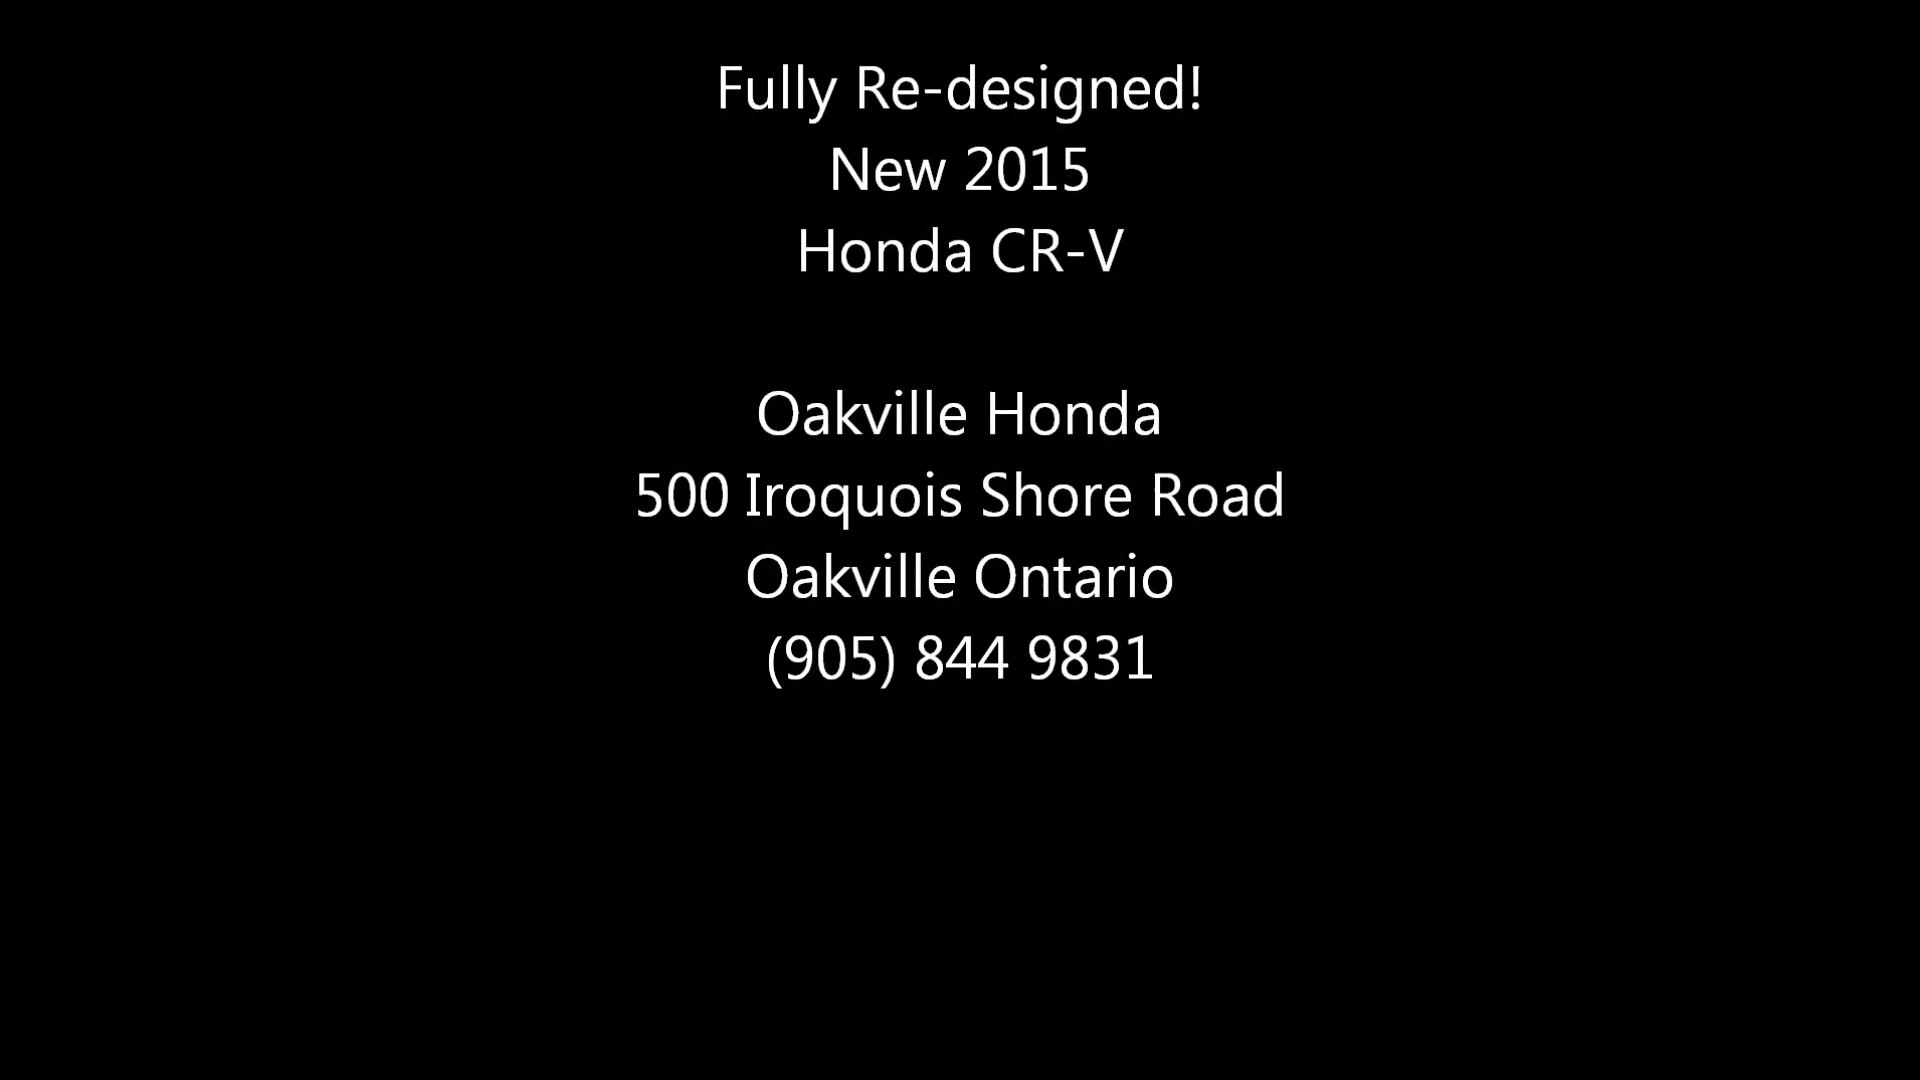 Fully Re-designed!
New 2015
Honda CR-V
Oakville Honda
500 Iroquois Shore Road
Oakville Ontario
(905) 844 9831